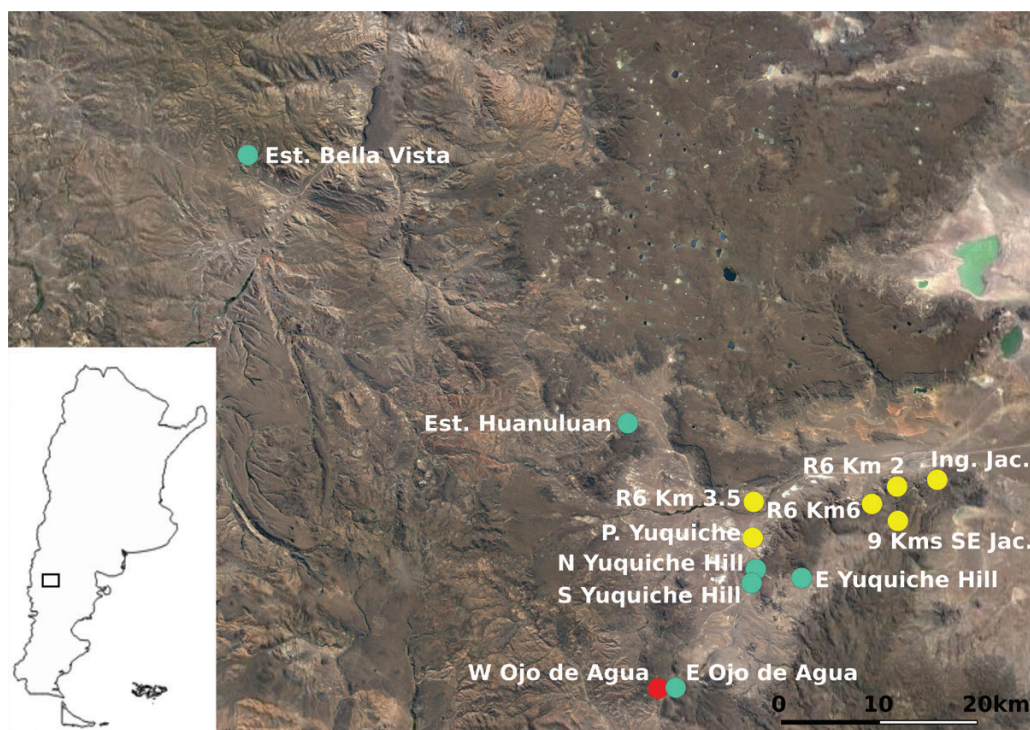 Est. Bella Vista
Est. Huanuluan
R6 Km 2
Ing. Jac.
R6 Km 3.5
R6 Km6
P. Yuquiche
9 Kms SE Jac.
N Yuquiche Hill
E Yuquiche Hill
S Yuquiche Hill
W Ojo de Agua
E Ojo de Agua
0 10 20km